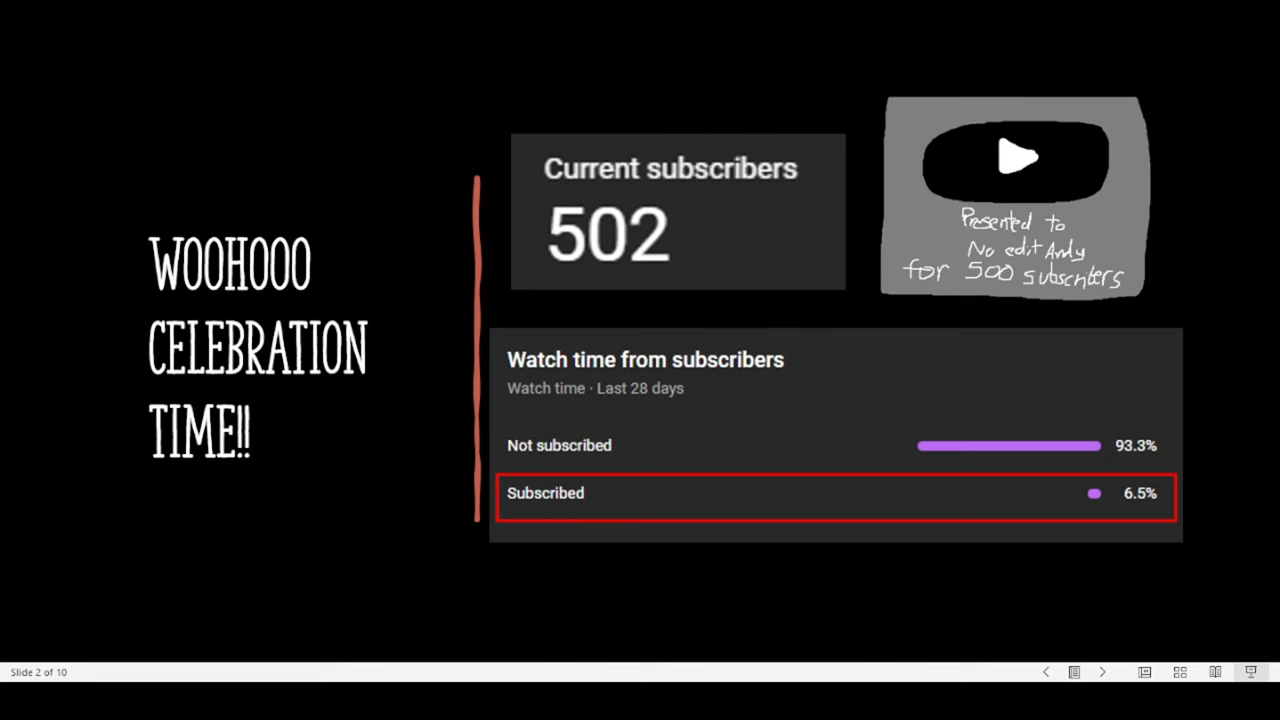 WOOHOOO
CELEBRATION
TIME!!
Current subscribers
502
Presented to
No edit Andy
for 500 subscribers
Watch time from subscribers
Watch time · Last 28 days
Not subscribed 93.3%
Subscribed 6.5%
Slide 2 of 10